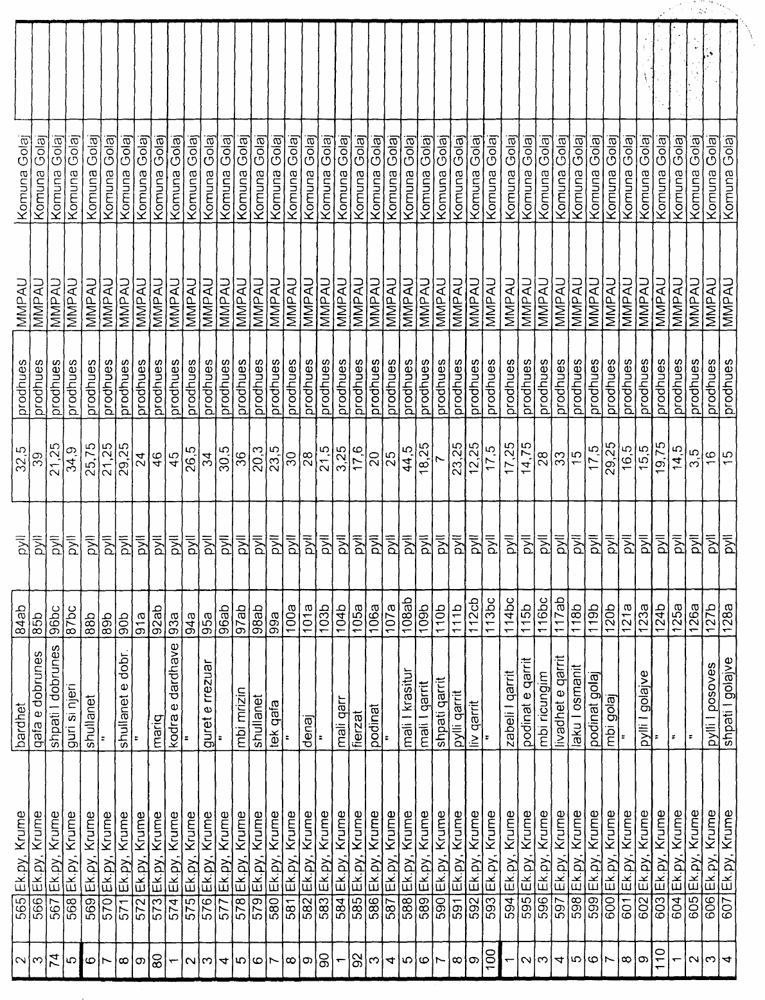 2 565 Ek.py, Krume bardhet 84ab pyll 32,5 prodhues MMPAU Komuna Golaj
3 566 Ek.py, Krume qafa e dobrunes 85b pyll 39 prodhues MMPAU Komuna Golaj
74 567 Ek.py, Krume shpati I dobrunes 96bc pyll 21,25 prodhues MMPAU Komuna Golaj
5 568 Ek.py, Krume guri si njeri 87bc pyll 34,9 prodhues MMPAU Komuna Golaj
6 569 Ek.py, Krume shullanet 88b pyll 25,75 prodhues MMPAU Komuna Golaj
7 570 Ek.py, Krume " 89b pyll 21,25 prodhues MMPAU Komuna Golaj
8 571 Ek.py, Krume shullanet e dobr. 90b pyll 29,25 prodhues MMPAU Komuna Golaj
9 572 Ek.py, Krume " 91a pyll 24 prodhues MMPAU Komuna Golaj
80 573 Ek.py, Krume mariq 92ab pyll 46 prodhues MMPAU Komuna Golaj
1 574 Ek.py, Krume kodra e dardhave 93a pyll 45 prodhues MMPAU Komuna Golaj
2 575 Ek.py, Krume " 94a pyll 26,5 prodhues MMPAU Komuna Golaj
3 576 Ek.py, Krume guret e rrezuar 95a pyll 34 prodhues MMPAU Komuna Golaj
4 577 Ek.py, Krume " 96ab pyll 30,5 prodhues MMPAU Komuna Golaj
5 578 Ek.py, Krume mbi mrizin 97ab pyll 36 prodhues MMPAU Komuna Golaj
6 579 Ek.py, Krume shullanet 98ab pyll 20,3 prodhues MMPAU Komuna Golaj
7 580 Ek.py, Krume tek qafa 99a pyll 23,5 prodhues MMPAU Komuna Golaj
8 581 Ek.py, Krume " 100a pyll 30 prodhues MMPAU Komuna Golaj
9 582 Ek.py, Krume denaj 101a pyll 28 prodhues MMPAU Komuna Golaj
90 583 Ek.py, Krume " 103b pyll 21,5 prodhues MMPAU Komuna Golaj
1 584 Ek.py, Krume mali qarr 104b pyll 3,25 prodhues MMPAU Komuna Golaj
92 585 Ek.py, Krume fierzat 105a pyll 17,6 prodhues MMPAU Komuna Golaj
3 586 Ek.py, Krume podinat 106a pyll 20 prodhues MMPAU Komuna Golaj
4 587 Ek.py, Krume " 107a pyll 25 prodhues MMPAU Komuna Golaj
5 588 Ek.py, Krume mali I krasitur 108ab pyll 44,5 prodhues MMPAU Komuna Golaj
6 589 Ek.py, Krume mali I qarrit 109b pyll 18,25 prodhues MMPAU Komuna Golaj
7 590 Ek.py, Krume shpati qarrit 110b pyll 7 prodhues MMPAU Komuna Golaj
8 591 Ek.py, Krume pylli qarrit 111b pyll 23,25 prodhues MMPAU Komuna Golaj
9 592 Ek.py, Krume liv qarrit 112cb pyll 12,25 prodhues MMPAU Komuna Golaj
100 593 Ek.py, Krume " 113bc pyll 17,5 prodhues MMPAU Komuna Golaj
1 594 Ek.py, Krume zabeli I qarrit 114bc pyll 17,25 prodhues MMPAU Komuna Golaj
2 595 Ek.py, Krume podinat e qarrit 115b pyll 14,75 prodhues MMPAU Komuna Golaj
3 596 Ek.py, Krume mbi ricungim 116bc pyll 28 prodhues MMPAU Komuna Golaj
4 597 Ek.py, Krume livadhet e qarrit 117ab pyll 33 prodhues MMPAU Komuna Golaj
5 598 Ek.py, Krume laku I osmanit 118b pyll 15 prodhues MMPAU Komuna Golaj
6 599 Ek.py, Krume podinat golaj 119b pyll 17,5 prodhues MMPAU Komuna Golaj
7 600 Ek.py, Krume mbi golaj 120b pyll 29,25 prodhues MMPAU Komuna Golaj
8 601 Ek.py, Krume " 121a pyll 16,5 prodhues MMPAU Komuna Golaj
9 602 Ek.py, Krume pylli I golajve 123a pyll 15,5 prodhues MMPAU Komuna Golaj
110 603 Ek.py, Krume " 124b pyll 19,75 prodhues MMPAU Komuna Golaj
1 604 Ek.py, Krume " 125a pyll 14,5 prodhues MMPAU Komuna Golaj
2 605 Ek.py, Krume " 126a pyll 3,5 prodhues MMPAU Komuna Golaj
3 606 Ek.py, Krume pylli I posoves 127b pyll 16 prodhues MMPAU Komuna Golaj
4 607 Ek.py, Krume shpati I golajve 128a pyll 15 prodhues MMPAU Komuna Golaj